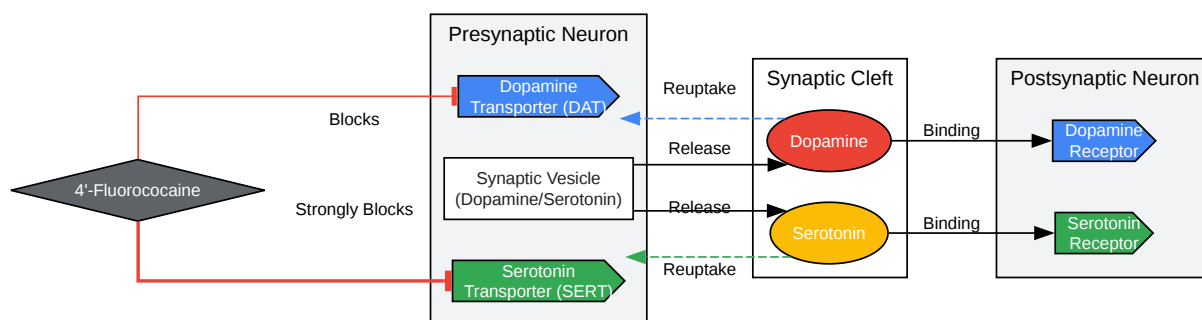 Presynaptic Neuron
Synaptic Cleft
Postsynaptic Neuron
Dopamine
Transporter (DAT)
Reuptake
Blocks
Dopamine
Binding
Dopamine
Receptor
Release
4'-Fluorococaine
Synaptic Vesicle
(Dopamine/Serotonin)
Strongly Blocks
Release
Serotonin
Binding
Serotonin
Receptor
Serotonin
Transporter (SERT)
Reuptake